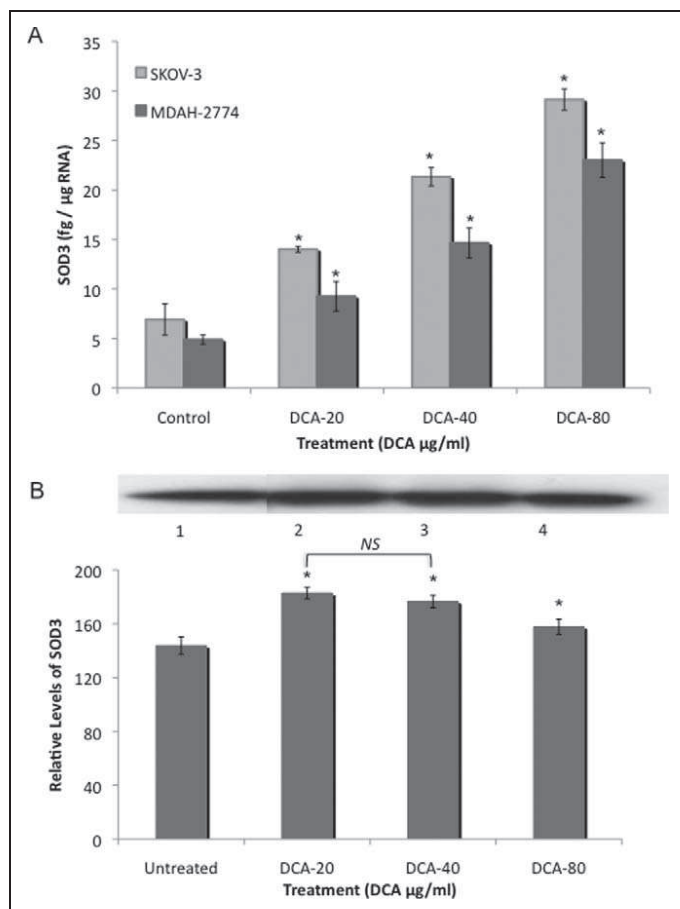 A
SOD3 (fg / µg RNA)
35
30
25
20
15
10
5
0
SKOV-3
MDAH-2774
* * * * * *
Control DCA-20 DCA-40 DCA-80
Treatment (DCA µg/ml)
B
1 2 3 4
NS
* * *
Relative Levels of SOD3
200
160
120
80
40
0
Untreated DCA-20 DCA-40 DCA-80
Treatment (DCA µg/ml)